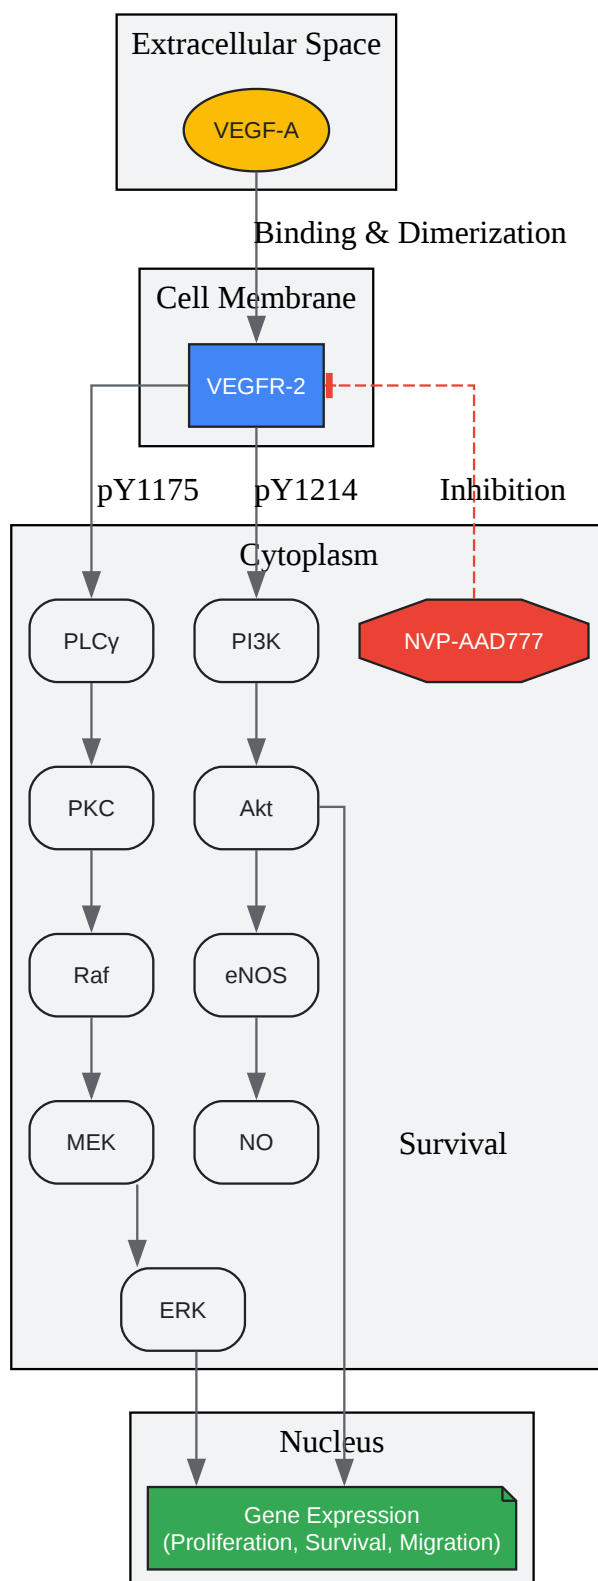 Extracellular Space
VEGF-A
Binding & Dimerization
Cell Membrane
VEGFR-2
pY1175
pY1214
Inhibition
Cytoplasm
PLCγ
PI3K
NVP-AAD777
PKC
Akt
Raf
eNOS
MEK
NO
Survival
ERK
Nucleus
Gene Expression
(Proliferation, Survival, Migration)